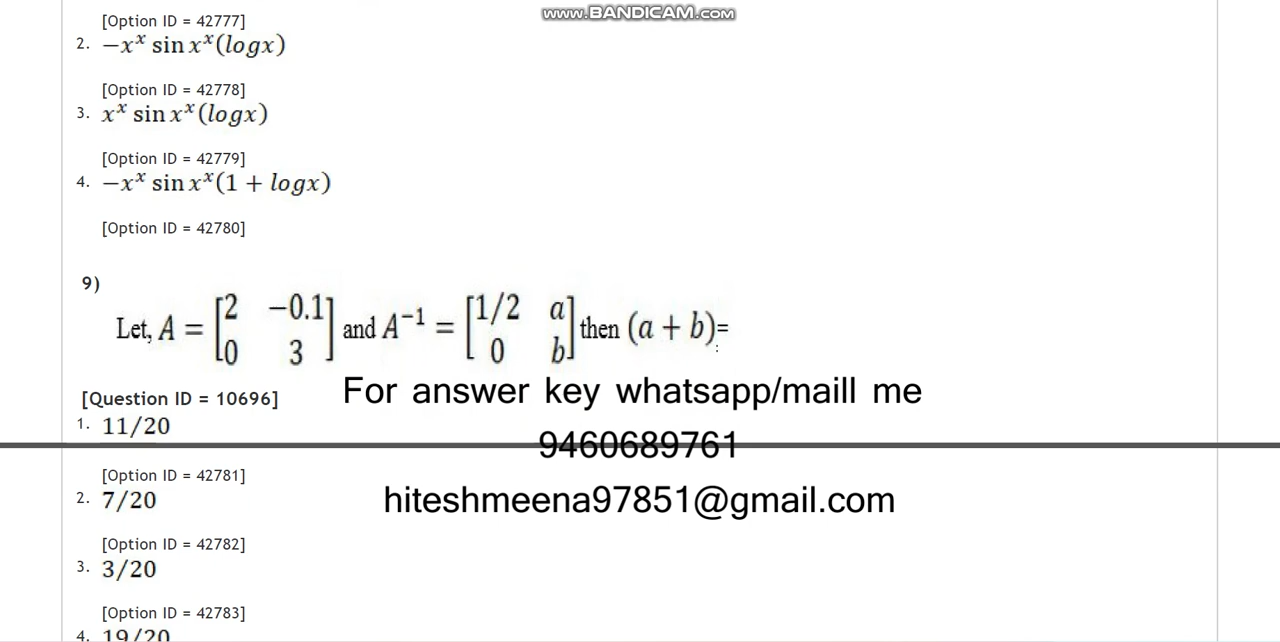 www.BANDICAM.com
[Option ID = 42777]
2. −x^x sin x^x(logx)
[Option ID = 42778]
3. x^x sin x^x(logx)
[Option ID = 42779]
4. −x^x sin x^x(1 + logx)
[Option ID = 42780]
9)
Let, A = [2 −0.1; 0 3] and A^−1 = [1/2 a; 0 b] then (a + b)=
For answer key whatsapp/maill me
[Question ID = 10696]
1. 11/20
9460689761
[Option ID = 42781]
2. 7/20
hiteshmeena97851@gmail.com
[Option ID = 42782]
3. 3/20
[Option ID = 42783]
4. 19/20